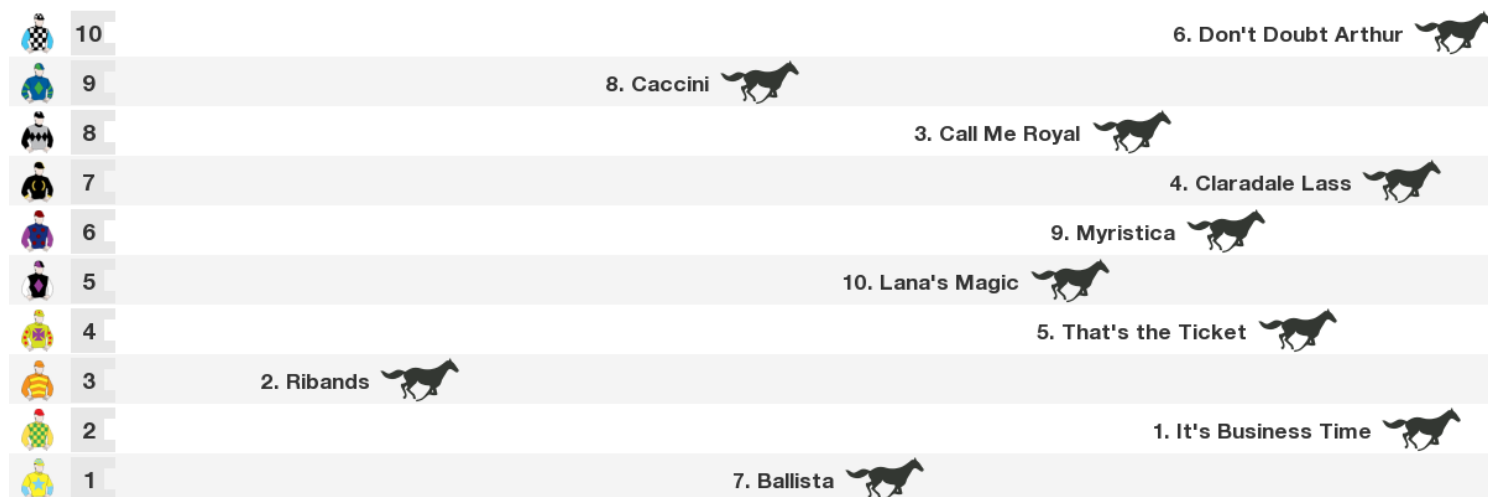 10 6. Don't Doubt Arthur
9 8. Caccini
8 3. Call Me Royal
7 4. Claradale Lass
6 9. Myristica
5 10. Lana's Magic
4 5. That's the Ticket
3 2. Ribands
2 1. It's Business Time
1 7. Ballista